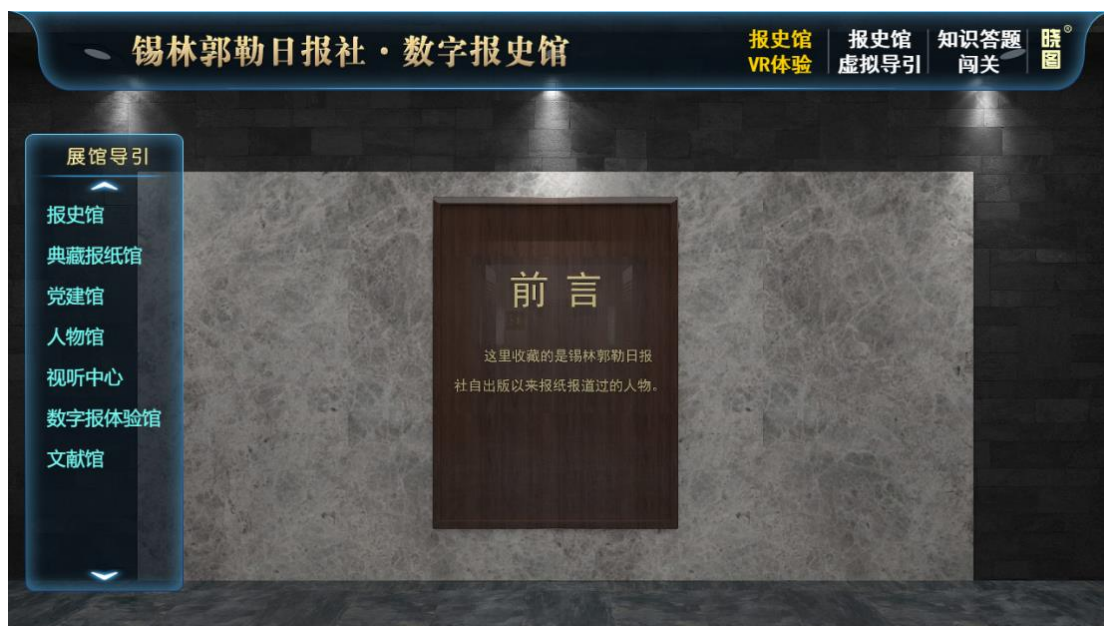 锡林郭勒日报社·数字报史馆
报史馆
VR体验
报史馆
虚拟导引
知识答题
闯关
晓图®
展馆导引
报史馆
典藏报纸馆
党建馆
人物馆
视听中心
数字报体验馆
文献馆
前言
这里收藏的是锡林郭勒日报
社自出版以来报纸报道过的人物。